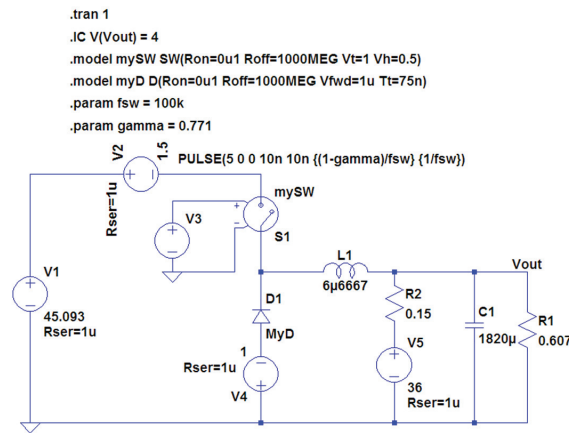 .tran 1
.IC V(Vout) = 4
.model mySW SW(Ron=0u1 Roff=1000MEG Vt=1 Vh=0.5)
.model myD D(Ron=0u1 Roff=1000MEG Vfwd=1u Tt=75n)
.param fsw = 100k
.param gamma = 0.771
V2
1.5
Rser=1u
PULSE(5 0 0 10n 10n {(1-gamma)/fsw} {1/fsw})
mySW
S1
V3
V1
45.093
Rser=1u
L1
6µ6667
Vout
D1
MyD
R2
0.15
C1
1820µ
R1
0.607
1
Rser=1u
V4
V5
36
Rser=1u